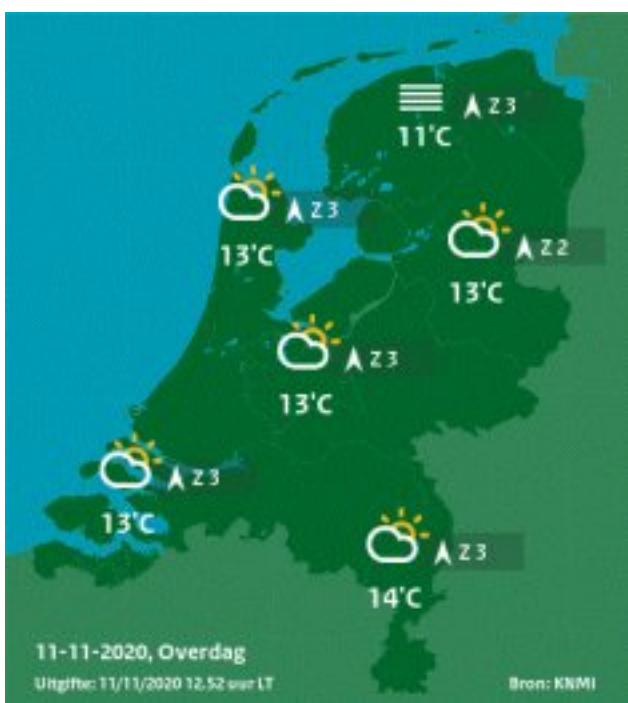 Z 3
11°C
Z 3
13°C
Z 2
13°C
Z 3
13°C
Z 3
13°C
Z 3
14°C
11-11-2020, Overdag
Uitgifte: 11/11/2020 12.52 uur LT
Bron: KNMI